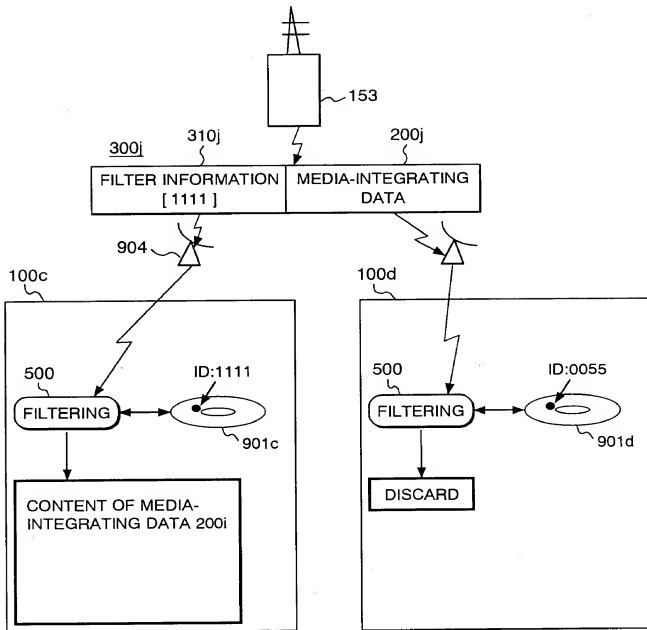 153
300j
310j
200j
FILTER INFORMATION
[ 1111 ]
MEDIA-INTEGRATING
DATA
904
100c
100d
500
ID:1111
FILTERING
901c
500
ID:0055
FILTERING
901d
CONTENT OF MEDIA-
INTEGRATING DATA 200i
DISCARD